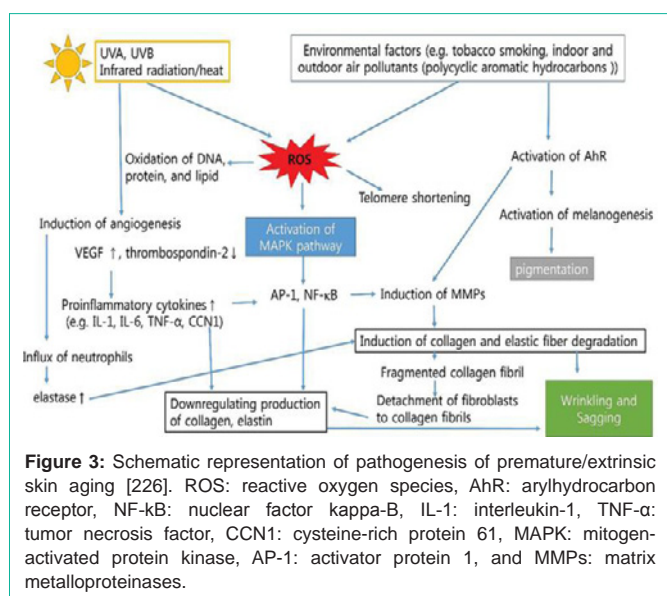 UVA, UVB
Infrared radiation/heat
Environmental factors (e.g. tobacco smoking, indoor and
outdoor air pollutants (polycyclic aromatic hydrocarbons ))
ROS
Oxidation of DNA,
protein, and lipid
Telomere shortening
Activation of AhR
Activation of melanogenesis
pigmentation
Induction of angiogenesis
VEGF ↑, thrombospondin-2↓
Activation of
MAPK pathway
Proinflammatory cytokines ↑
(e.g. IL-1, IL-6, TNF-α, CCN1)
AP-1, NF-κB
Induction of MMPs
Influx of neutrophils
elastase ↑
Induction of collagen and elastic fiber degradation
Fragmented collagen fibril
Detachment of fibroblasts
to collagen fibrils
Downregulating production
of collagen, elastin
Wrinkling and
Sagging
Figure 3: Schematic representation of pathogenesis of premature/extrinsic
skin aging [226]. ROS: reactive oxygen species, AhR: arylhydrocarbon
receptor, NF-kB: nuclear factor kappa-B, IL-1: interleukin-1, TNF-α:
tumor necrosis factor, CCN1: cysteine-rich protein 61, MAPK: mitogen-
activated protein kinase, AP-1: activator protein 1, and MMPs: matrix
metalloproteinases.